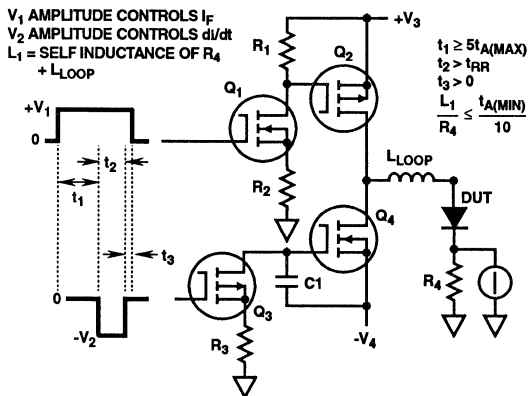 V1 AMPLITUDE CONTROLS IF
V2 AMPLITUDE CONTROLS di/dt
L1 = SELF INDUCTANCE OF R4
+ LLOOP
+V3
t1 ≥ 5tA(MAX)
t2 > tRR
t3 > 0
L1/R4 ≤ tA(MIN)/10
R1
Q2
Q1
+V1
0
t2
t1
R2
LLOOP
DUT
Q4
t3
C1
R4
0
Q3
-V2
R3
-V4